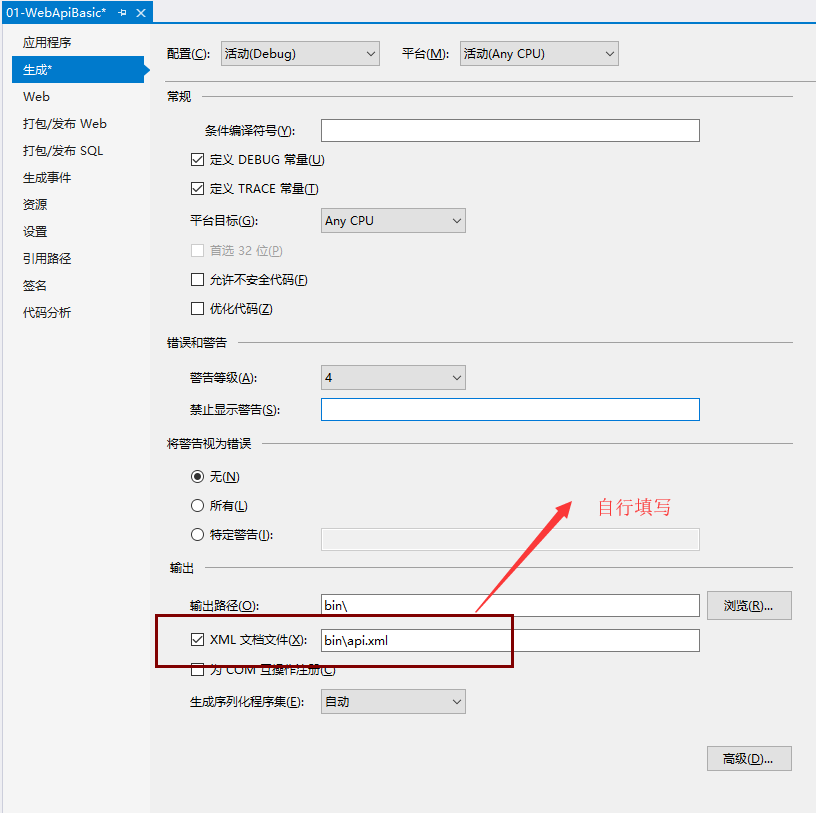 01-WebApiBasic*
应用程序
生成*
Web
打包/发布 Web
打包/发布 SQL
生成事件
资源
设置
引用路径
签名
代码分析
配置(C): 活动(Debug) 平台(M): 活动(Any CPU)
常规
条件编译符号(Y):
定义 DEBUG 常量(U)
定义 TRACE 常量(T)
平台目标(G): Any CPU
首选 32 位(P)
允许不安全代码(F)
优化代码(Z)
错误和警告
警告等级(A): 4
禁止显示警告(S):
将警告视为错误
无(N)
所有(L)
自行填写
特定警告(I):
输出
输出路径(O): bin\ 浏览(R)...
XML 文档文件(X): bin\api.xml
为 COM 互操作注册(C)
生成序列化程序集(E): 自动
高级(D)...